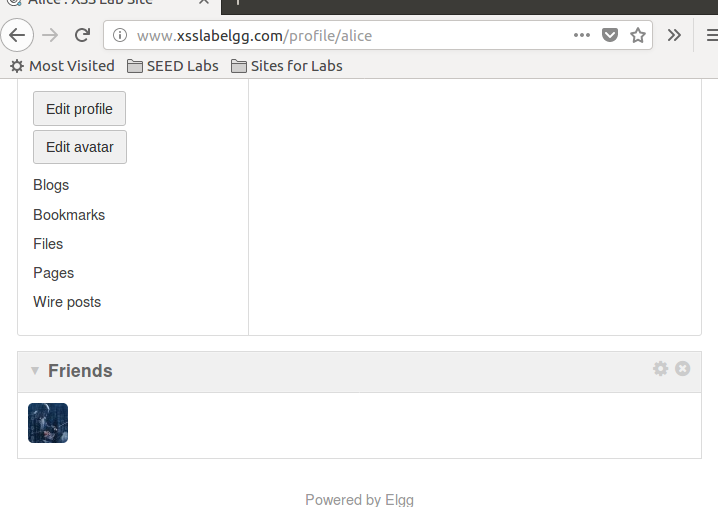 Alice : XSS Lab Site
www.xsslabelgg.com/profile/alice
Most Visited SEED Labs Sites for Labs
Edit profile
Edit avatar
Blogs
Bookmarks
Files
Pages
Wire posts
Friends
Powered by Elgg